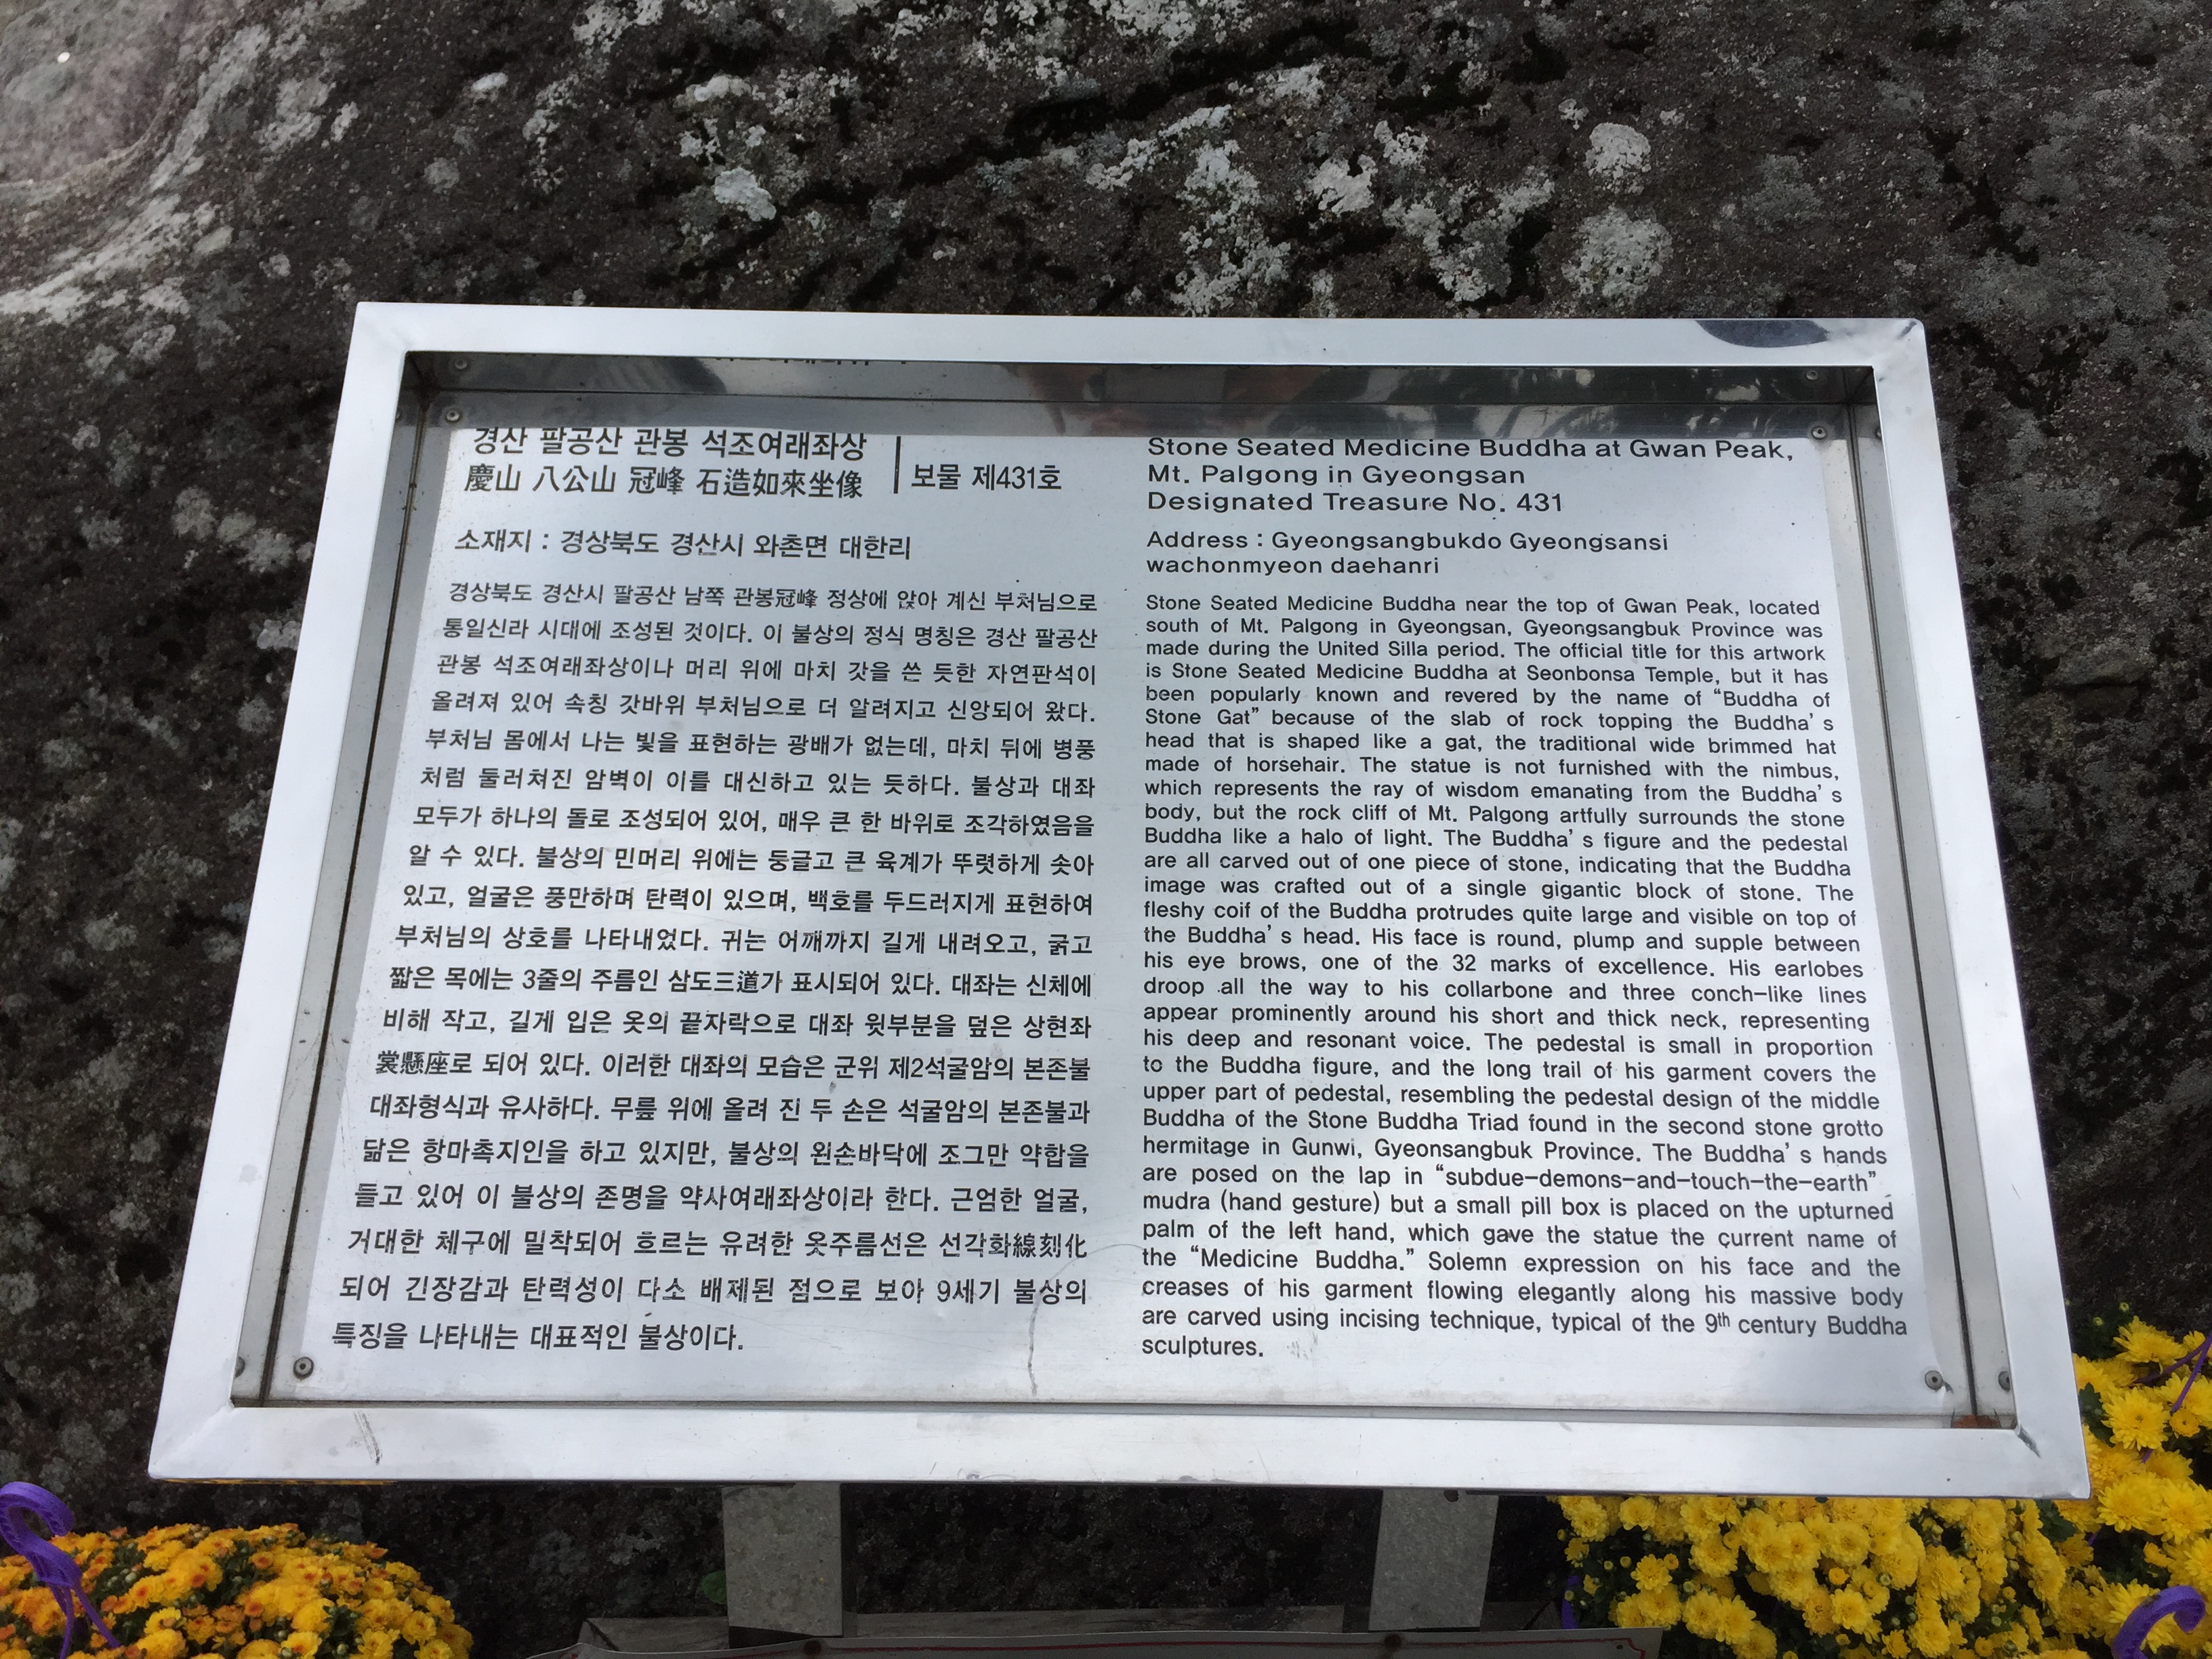 경산 팔공산 관봉 석조여래좌상
慶山 八公山 冠峰 石造如來坐像
보물 제431호
소재지 : 경상북도 경산시 와촌면 대한리
경상북도 경산시 팔공산 남쪽 관봉冠峰 정상에 앉아 계신 부처님으로
통일신라 시대에 조성된 것이다. 이 불상의 정식 명칭은 경산 팔공산
관봉 석조여래좌상이나 머리 위에 마치 갓을 쓴 듯한 자연판석이
올려져 있어 속칭 갓바위 부처님으로 더 알려지고 신앙되어 왔다.
부처님 몸에서 나는 빛을 표현하는 광배가 없는데, 마치 뒤에 병풍
처럼 둘러쳐진 암벽이 이를 대신하고 있는 듯하다. 불상과 대좌
모두가 하나의 돌로 조성되어 있어, 매우 큰 한 바위로 조각하였음을
알 수 있다. 불상의 민머리 위에는 둥글고 큰 육계가 뚜렷하게 솟아
있고, 얼굴은 풍만하며 탄력이 있으며, 백호를 두드러지게 표현하여
부처님의 상호를 나타내었다. 귀는 어깨까지 길게 내려오고, 굵고
짧은 목에는 3줄의 주름인 삼도三道가 표시되어 있다. 대좌는 신체에
비해 작고, 길게 입은 옷의 끝자락으로 대좌 윗부분을 덮은 상현좌
裳懸座로 되어 있다. 이러한 대좌의 모습은 군위 제2석굴암의 본존불
대좌형식과 유사하다. 무릎 위에 올려 진 두 손은 석굴암의 본존불과
닮은 항마촉지인을 하고 있지만, 불상의 왼손바닥에 조그만 약합을
들고 있어 이 불상의 존명을 약사여래좌상이라 한다. 근엄한 얼굴,
거대한 체구에 밀착되어 흐르는 유려한 옷주름선은 선각화線刻化
되어 긴장감과 탄력성이 다소 배제된 점으로 보아 9세기 불상의
특징을 나타내는 대표적인 불상이다.
Stone Seated Medicine Buddha at Gwan Peak,
Mt. Palgong in Gyeongsan
Designated Treasure No. 431
Address : Gyeongsangbukdo Gyeongsansi
wachonmyeon daehanri
Stone Seated Medicine Buddha near the top of Gwan Peak, located
south of Mt. Palgong in Gyeongsan, Gyeongsangbuk Province was
made during the United Silla period. The official title for this artwork
is Stone Seated Medicine Buddha at Seonbonsa Temple, but it has
been popularly known and revered by the name of “Buddha of
Stone Gat” because of the slab of rock topping the Buddha’s
head that is shaped like a gat, the traditional wide brimmed hat
made of horsehair. The statue is not furnished with the nimbus,
which represents the ray of wisdom emanating from the Buddha’s
body, but the rock cliff of Mt. Palgong artfully surrounds the stone
Buddha like a halo of light. The Buddha’s figure and the pedestal
are all carved out of one piece of stone, indicating that the Buddha
image was crafted out of a single gigantic block of stone. The
fleshy coif of the Buddha protrudes quite large and visible on top of
the Buddha’s head. His face is round, plump and supple between
his eye brows, one of the 32 marks of excellence. His earlobes
droop all the way to his collarbone and three conch-like lines
appear prominently around his short and thick neck, representing
his deep and resonant voice. The pedestal is small in proportion
to the Buddha figure, and the long trail of his garment covers the
upper part of pedestal, resembling the pedestal design of the middle
Buddha of the Stone Buddha Triad found in the second stone grotto
hermitage in Gunwi, Gyeonsangbuk Province. The Buddha’s hands
are posed on the lap in “subdue-demons-and-touch-the-earth”
mudra (hand gesture) but a small pill box is placed on the upturned
palm of the left hand, which gave the statue the current name of
the “Medicine Buddha.” Solemn expression on his face and the
creases of his garment flowing elegantly along his massive body
are carved using incising technique, typical of the 9th century Buddha
sculptures.